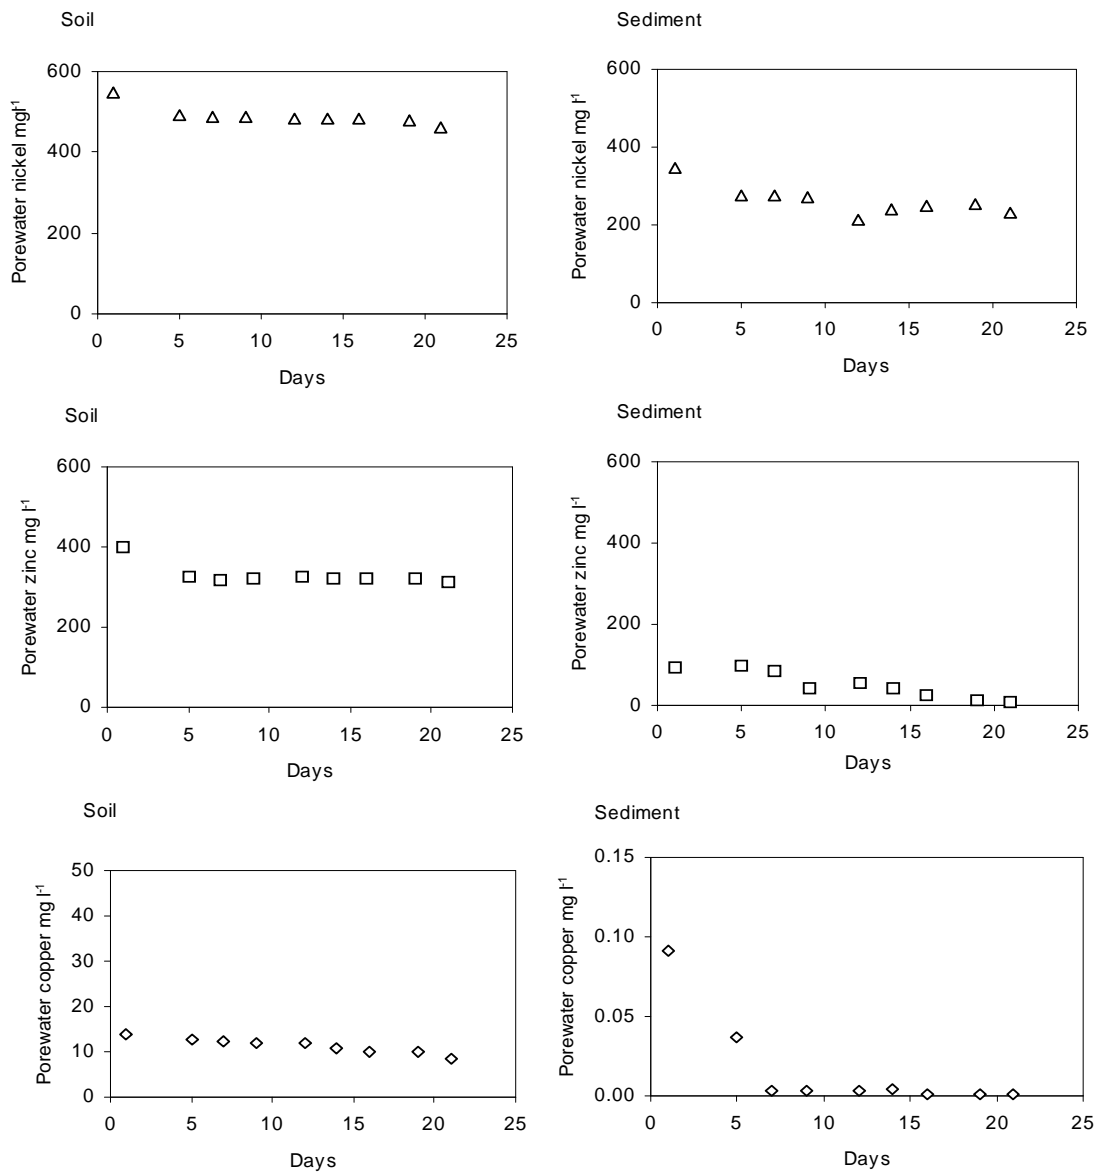 Soil
600
400
200
0
0 5 10 15 20 25
Porewater nickel mgl-1
Days
Sediment
600
400
200
0
0 5 10 15 20 25
Porewater nickel mg l-1
Days
Soil
600
400
200
0
0 5 10 15 20 25
Porewater zinc mg l-1
Days
Sediment
600
400
200
0
0 5 10 15 20 25
Porewater zinc mg l-1
Days
Soil
50
40
30
20
10
0
0 5 10 15 20 25
Porewater copper mg l-1
Days
Sediment
0.15
0.10
0.05
0.00
0 5 10 15 20 25
Porewater copper mg l-1
Days